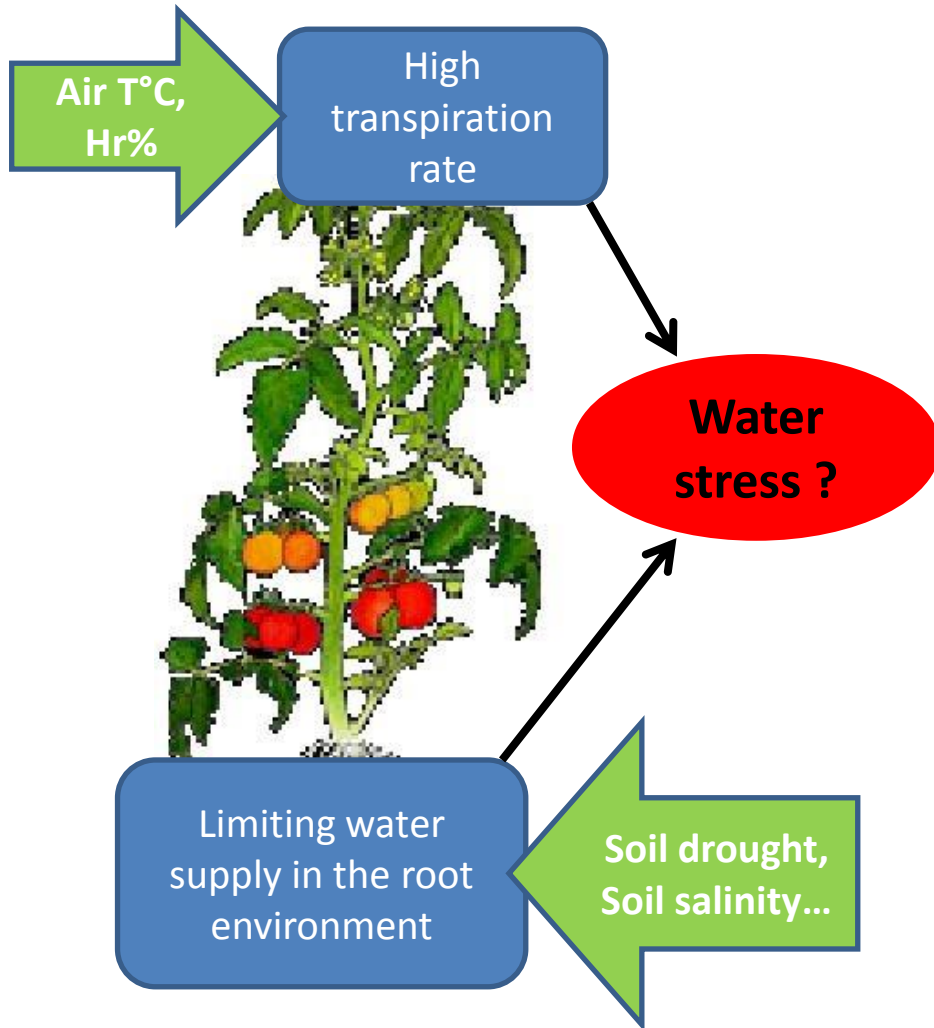 Air T°C,
Hr%
High
transpiration
rate
Water
stress ?
Limiting water
supply in the root
environment
Soil drought,
Soil salinity…